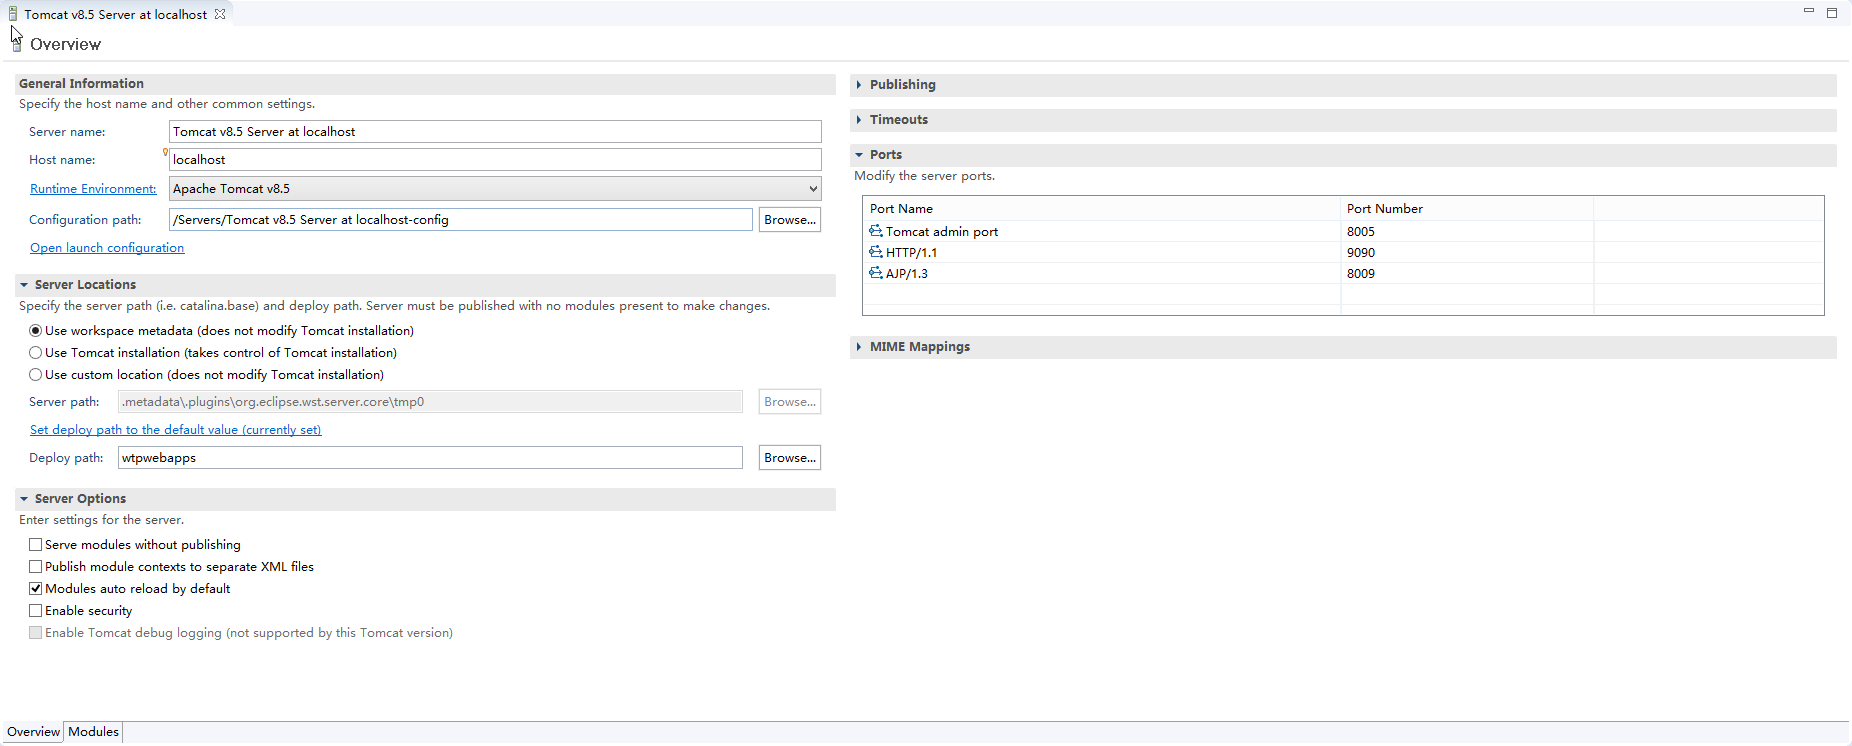 Tomcat v8.5 Server at localhost
Overview
General Information
Specify the host name and other common settings.
Server name: Tomcat v8.5 Server at localhost
Host name: localhost
Runtime Environment: Apache Tomcat v8.5
Configuration path: /Servers/Tomcat v8.5 Server at localhost-config Browse...
Open launch configuration
Server Locations
Specify the server path (i.e. catalina.base) and deploy path. Server must be published with no modules present to make changes.
Use workspace metadata (does not modify Tomcat installation)
Use Tomcat installation (takes control of Tomcat installation)
Use custom location (does not modify Tomcat installation)
Server path: .metadata\.plugins\org.eclipse.wst.server.core\tmp0 Browse...
Set deploy path to the default value (currently set)
Deploy path: wtpwebapps Browse...
Server Options
Enter settings for the server.
Serve modules without publishing
Publish module contexts to separate XML files
Modules auto reload by default
Enable security
Enable Tomcat debug logging (not supported by this Tomcat version)
Publishing
Timeouts
Ports
Modify the server ports.
Port Name Port Number
Tomcat admin port 8005
HTTP/1.1 9090
AJP/1.3 8009
MIME Mappings
Overview Modules